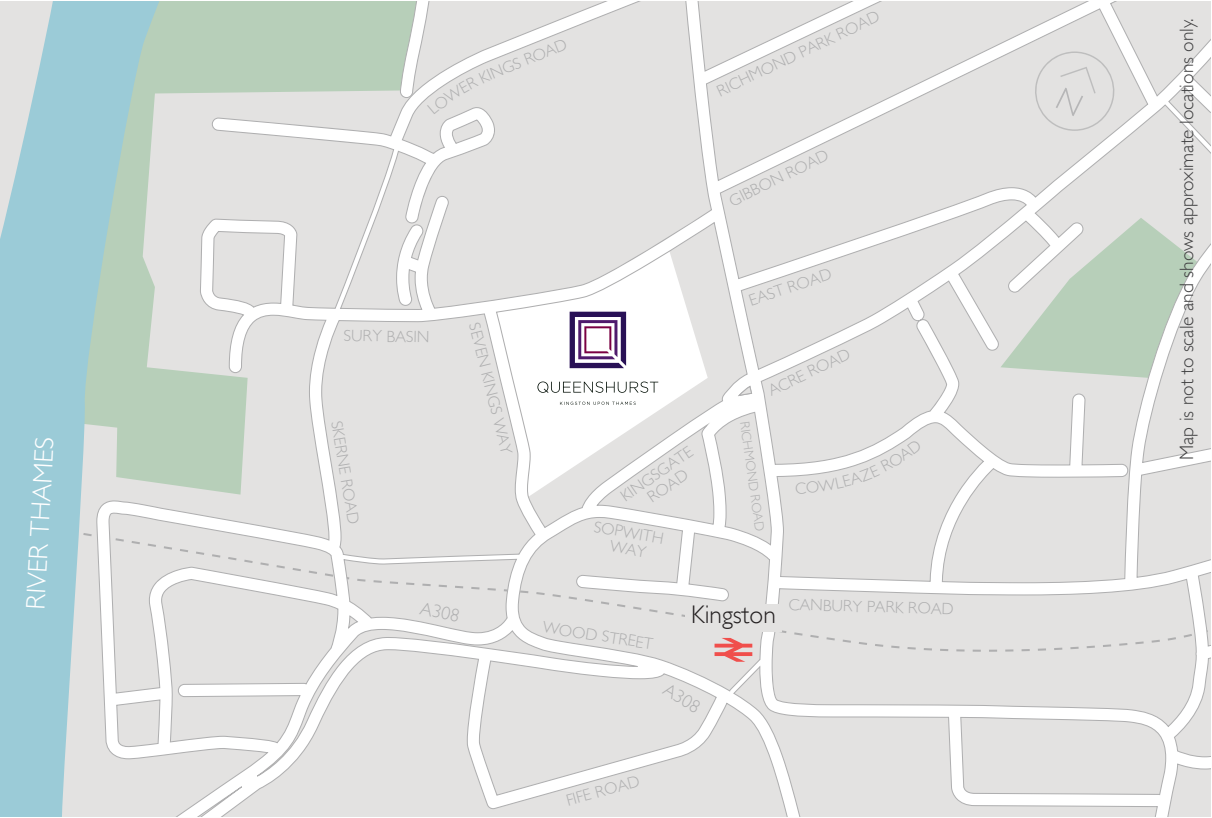 LOWER KINGS ROAD
RICHMOND PARK ROAD
N
Map is not to scale and shows approximate locations only.
GIBBON ROAD
EAST ROAD
SURY BASIN
SEVEN KINGS WAY
QUEENSHURST
KINGSTON UPON THAMES
ACRE ROAD
SKERNE ROAD
RIVER THAMES
KINGSGATE
ROAD
RICHMOND ROAD
COWLEAZE ROAD
SOPWITH
WAY
A308
WOOD STREET
Kingston
CANBURY PARK ROAD
A308
FIFE ROAD